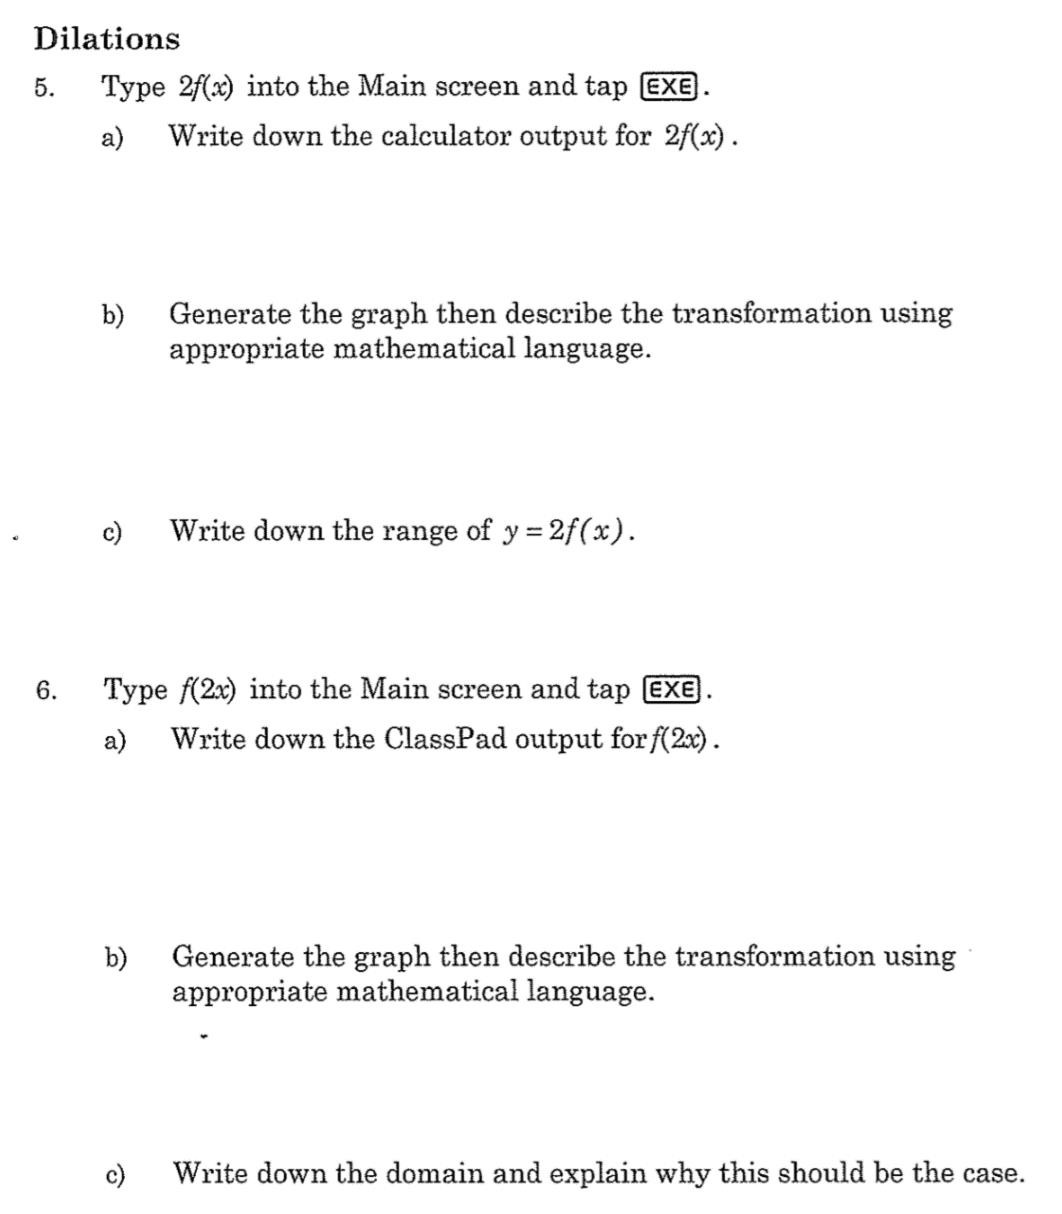 Dilations
5. Type 2f(x) into the Main screen and tap EXE.
a) Write down the calculator output for 2f(x).
b) Generate the graph then describe the transformation using
appropriate mathematical language.
c) Write down the range of y = 2f(x).
6. Type f(2x) into the Main screen and tap EXE.
a) Write down the ClassPad output for f(2x).
b) Generate the graph then describe the transformation using
appropriate mathematical language.
c) Write down the domain and explain why this should be the case.